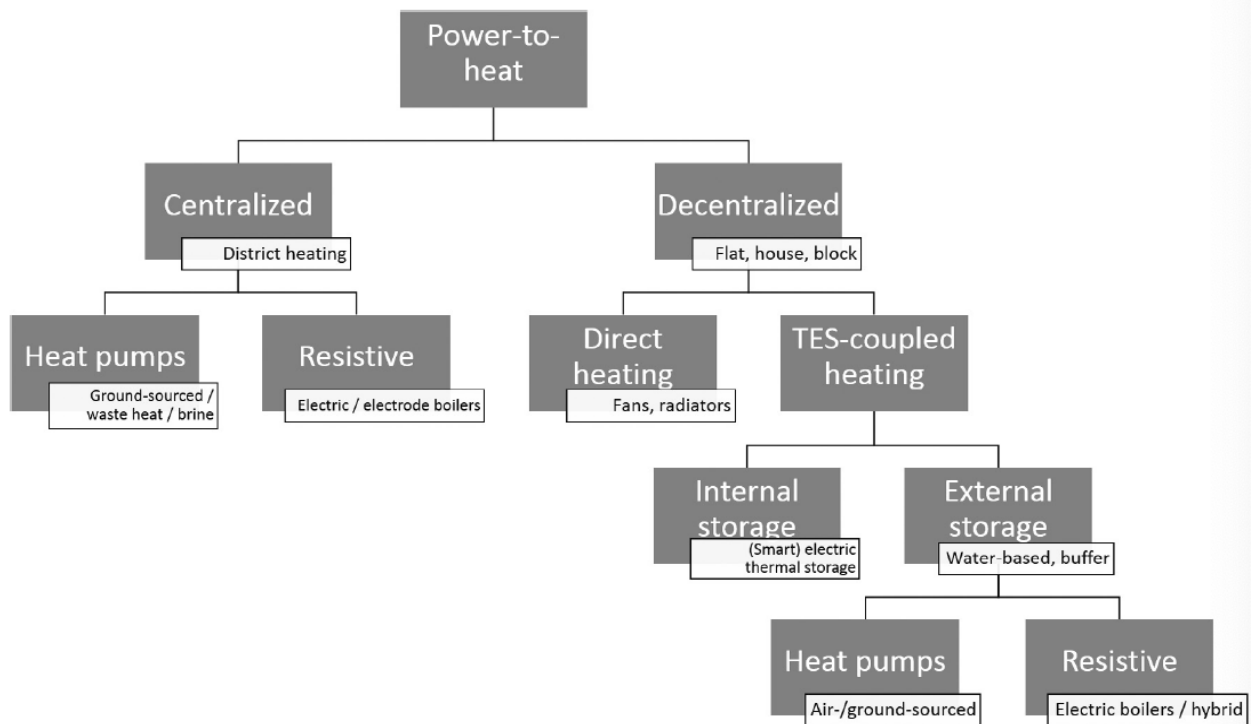 Power-to-
heat
Centralized
District heating
Decentralized
Flat, house, block
Heat pumps
Ground-sourced /
waste heat / brine
Resistive
Electric / electrode boilers
Direct
heating
Fans, radiators
TES-coupled
heating
Internal
storage
(Smart) electric
thermal storage
External
storage
Water-based, buffer
Heat pumps
Air-/ground-sourced
Resistive
Electric boilers / hybrid